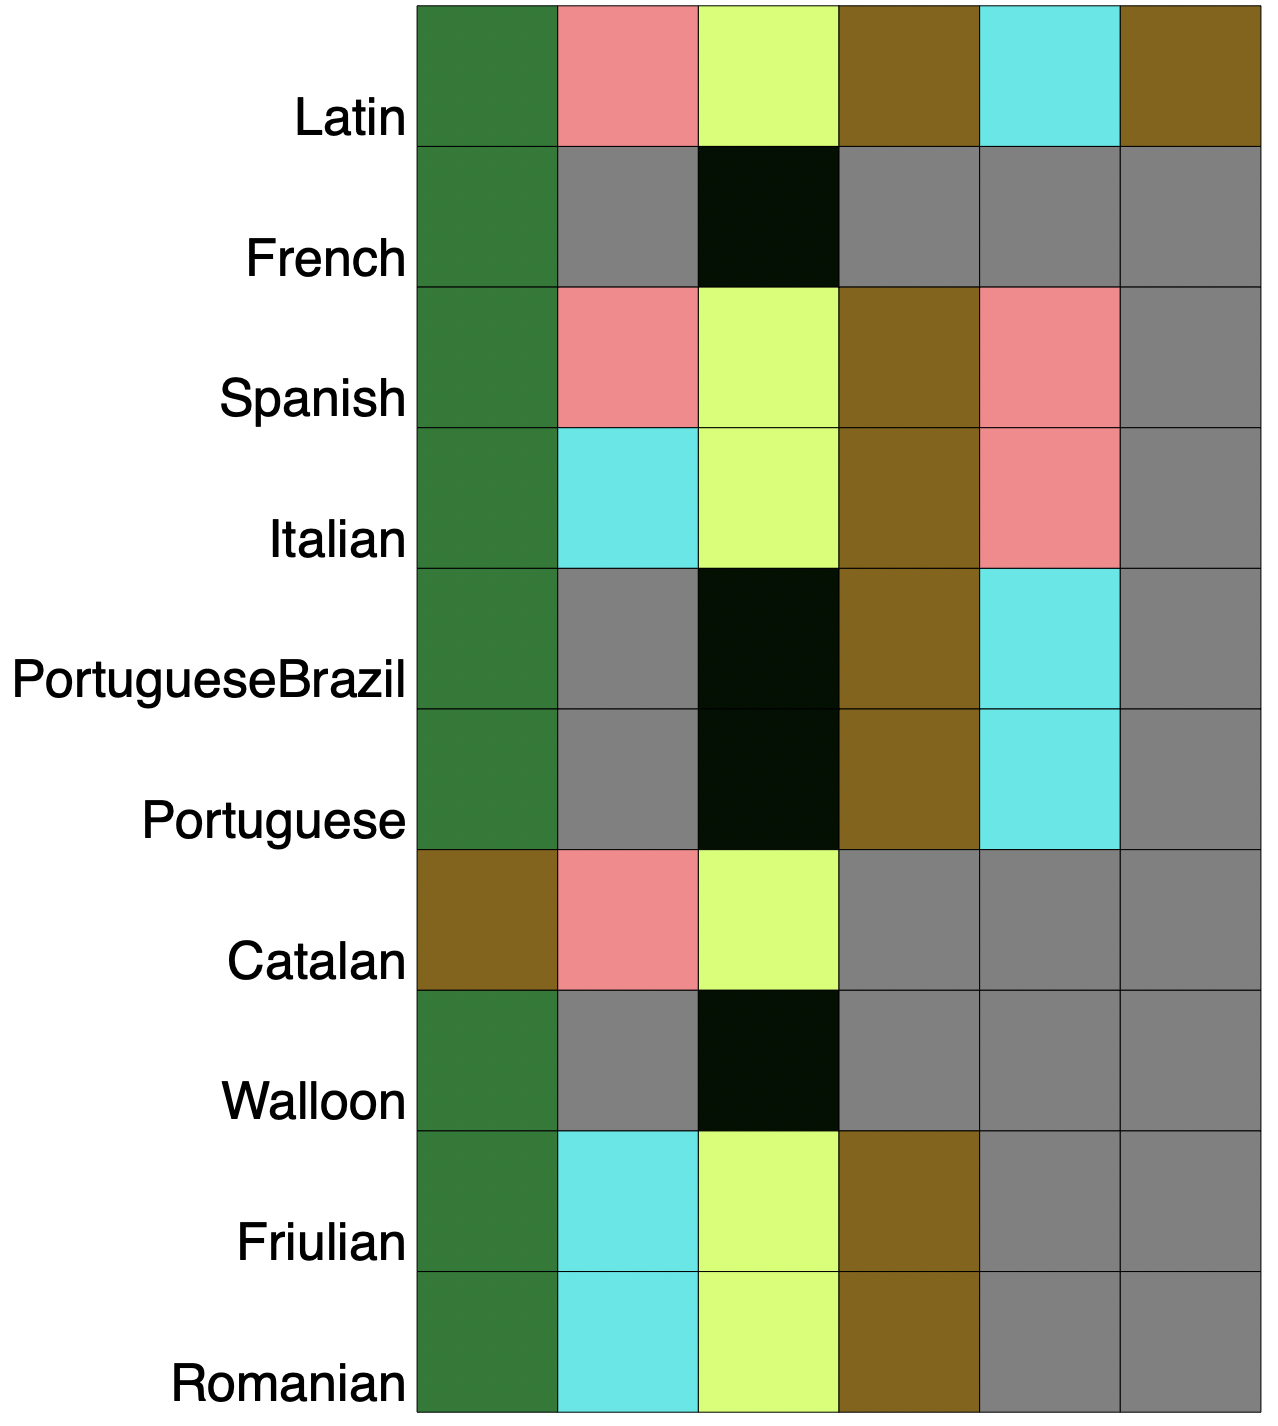 Latin
French
Spanish
Italian
PortugueseBrazil
Portuguese
Catalan
Walloon
Friulian
Romanian